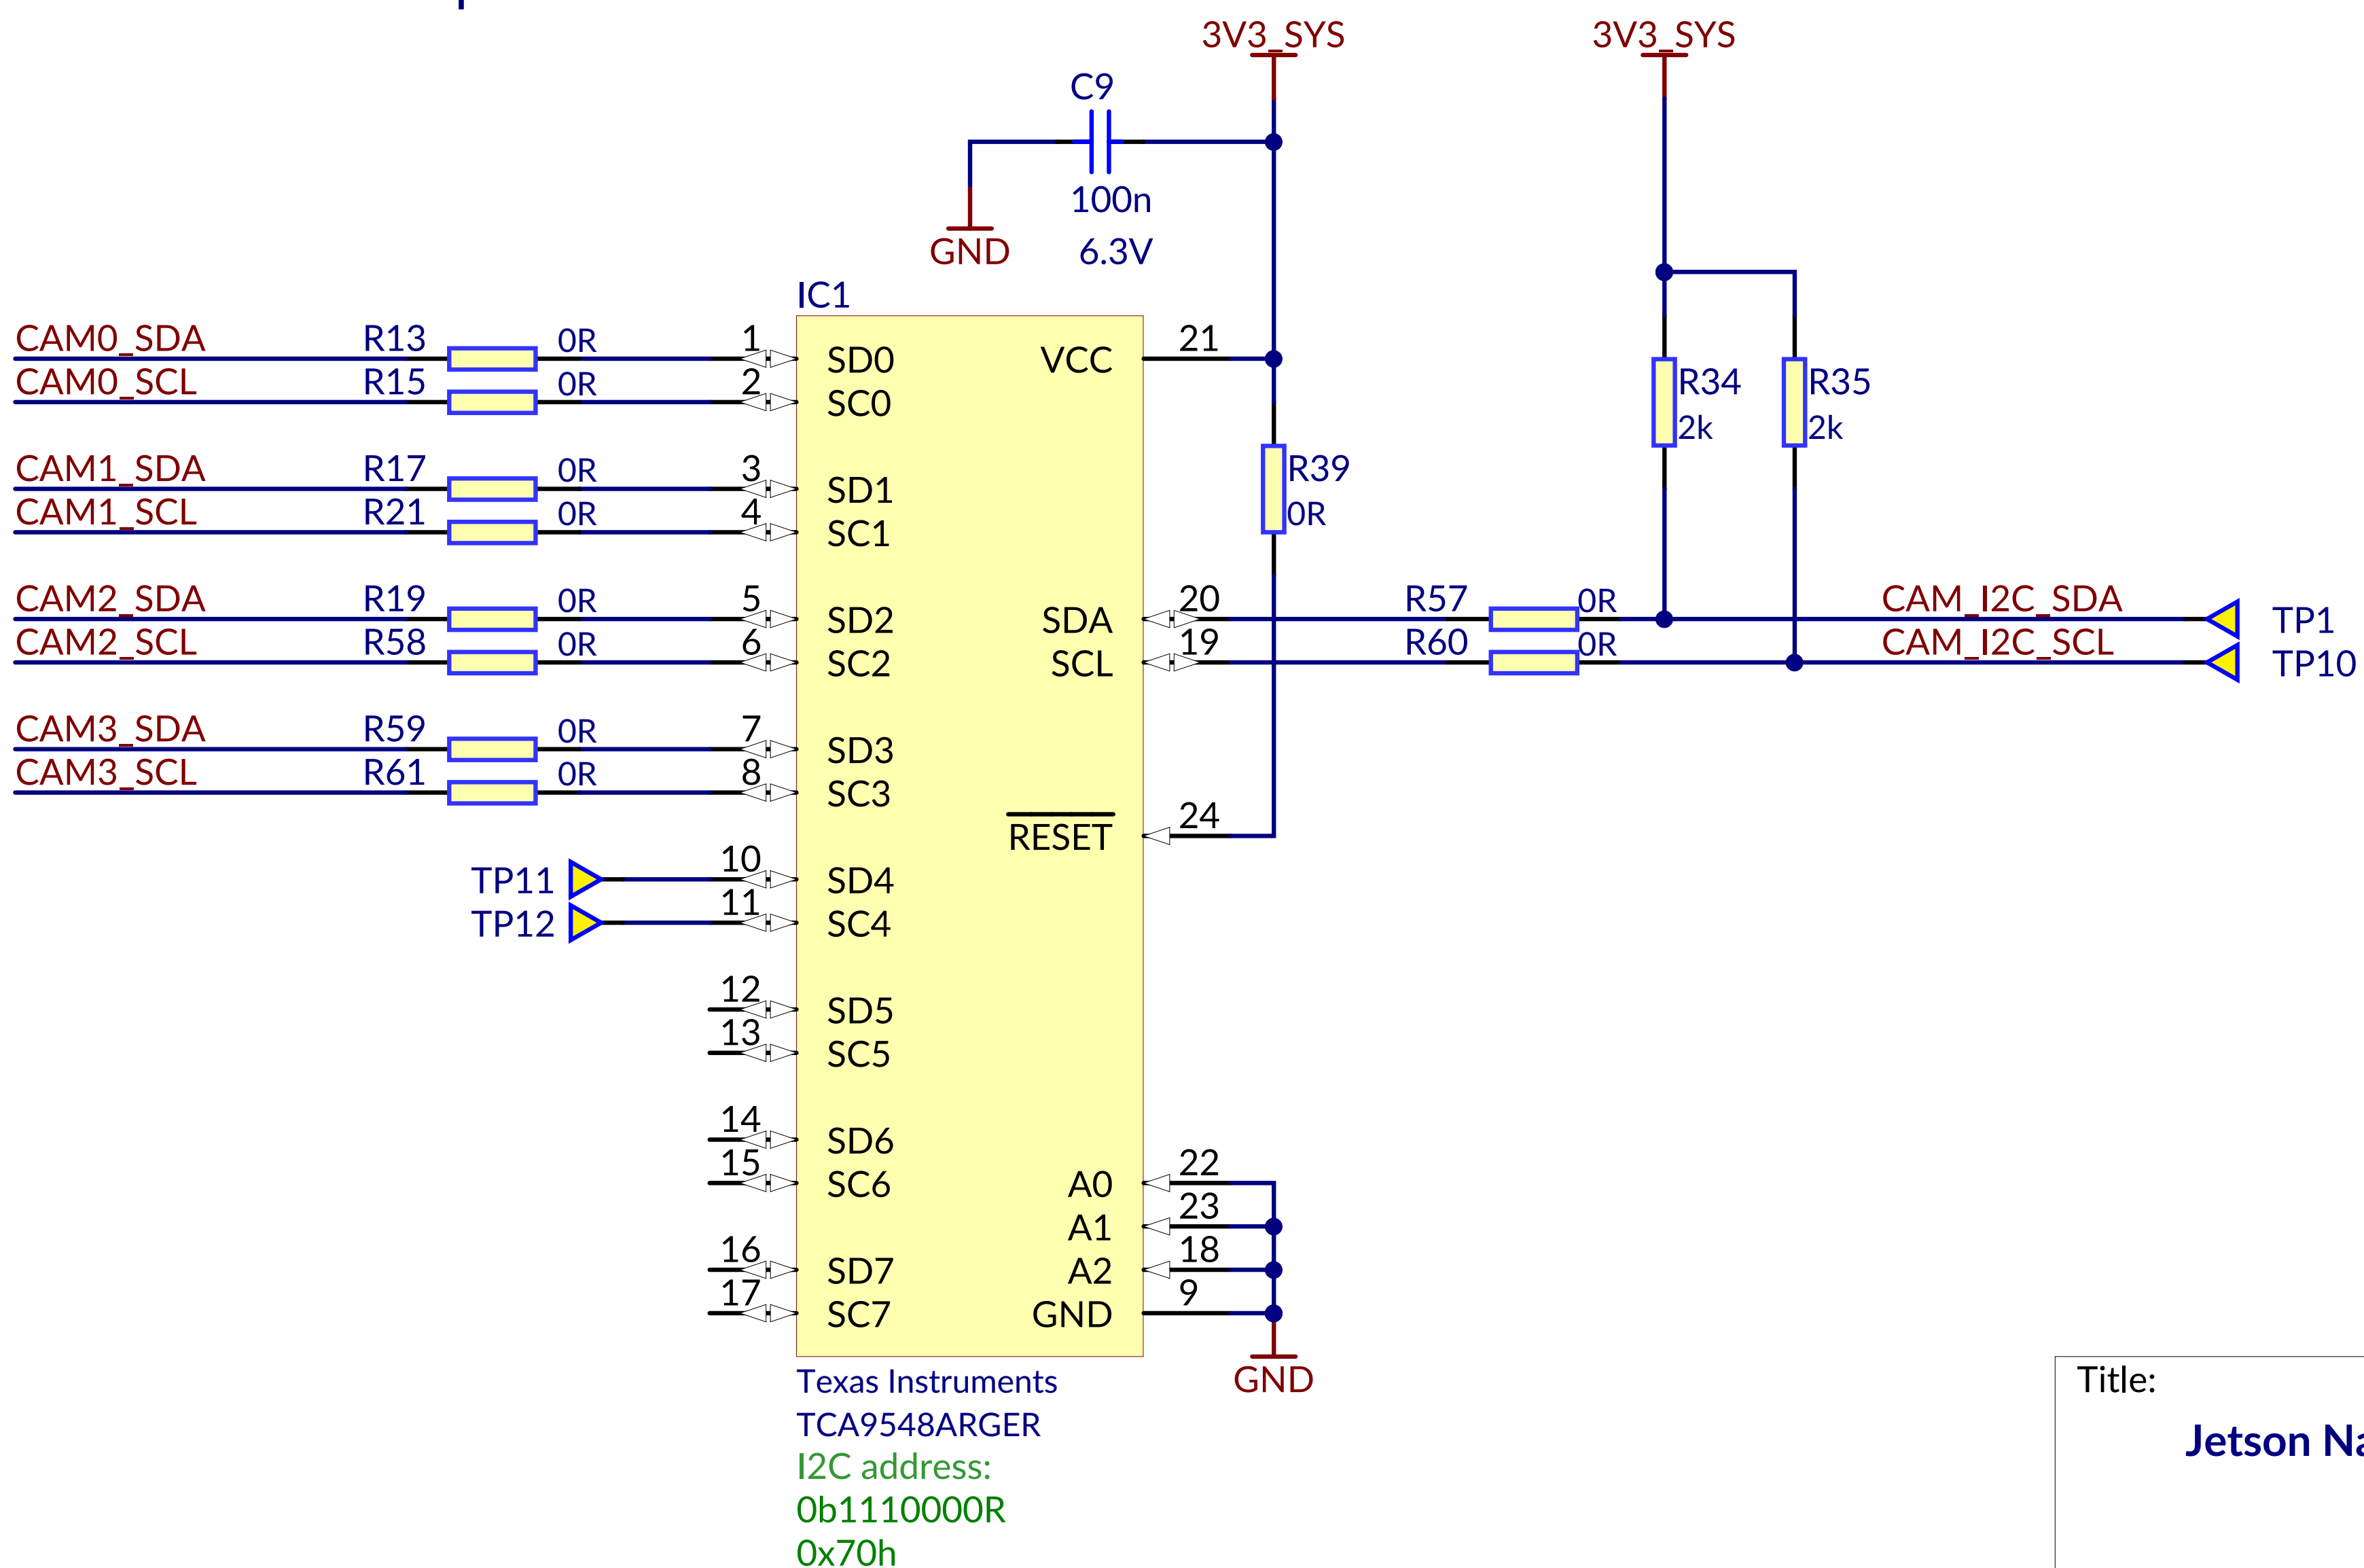 3V3_SYS
3V3_SYS
C9
100n
6.3V
GND
IC1
CAM0_SDA R13 0R 1 SD0 VCC 21
CAM0_SCL R15 0R 2 SC0
R34
2k
R35
2k
CAM1_SDA R17 0R 3 SD1
CAM1_SCL R21 0R 4 SC1
R39
0R
CAM2_SDA R19 0R 5 SD2 SDA 20 R57 0R CAM_I2C_SDA TP1
CAM2_SCL R58 0R 6 SC2 SCL 19 R60 0R CAM_I2C_SCL TP10
CAM3_SDA R59 0R 7 SD3
CAM3_SCL R61 0R 8 SC3
RESET 24
TP11 10 SD4
TP12 11 SC4
12 SD5
13 SC5
14 SD6
15 SC6 A0 22
A1 23
16 SD7 A2 18
17 SC7 GND 9
GND
Texas Instruments
TCA9548ARGER
I2C address:
0b1110000R
0x70h
Title:
Jetson Na